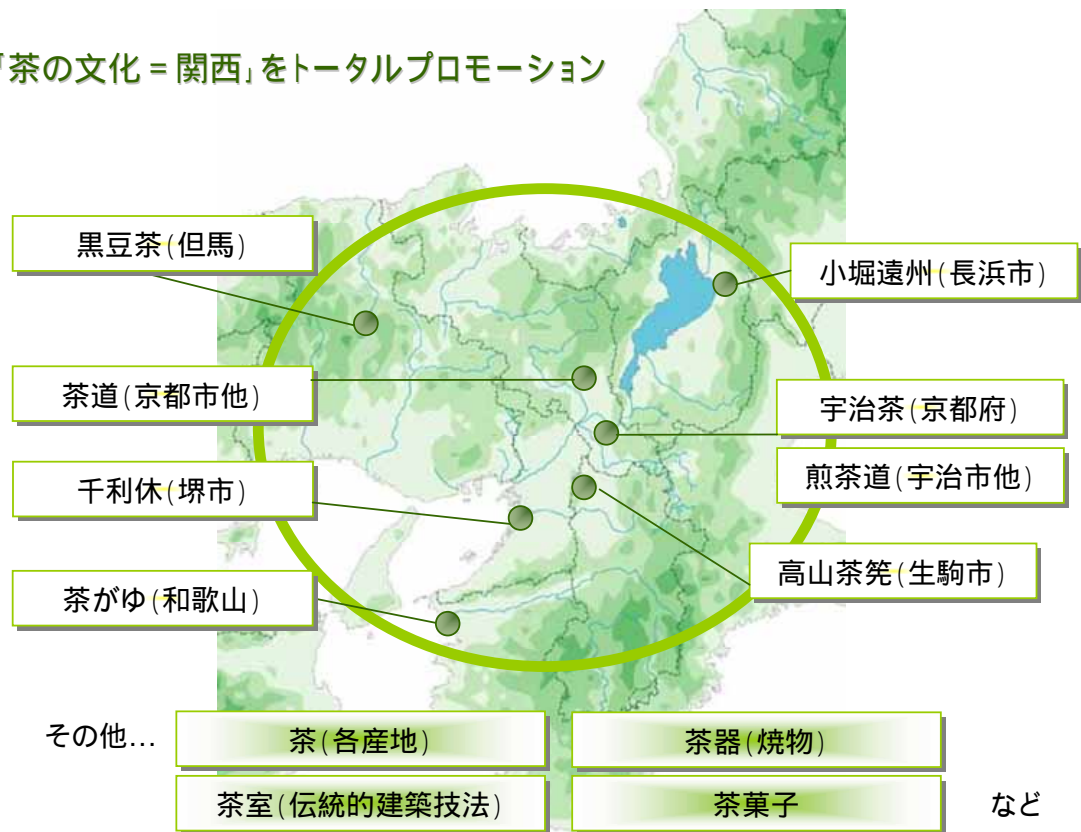 「茶の文化＝関西」をトータルプロモーション
黒豆茶(但馬)
小堀遠州(長浜市)
茶道(京都市他)
宇治茶(京都府)
千利休(堺市)
煎茶道(宇治市他)
茶がゆ(和歌山)
高山茶筅(生駒市)
その他…
茶(各産地)
茶器(焼物)
茶室(伝統的建築技法)
茶菓子
など